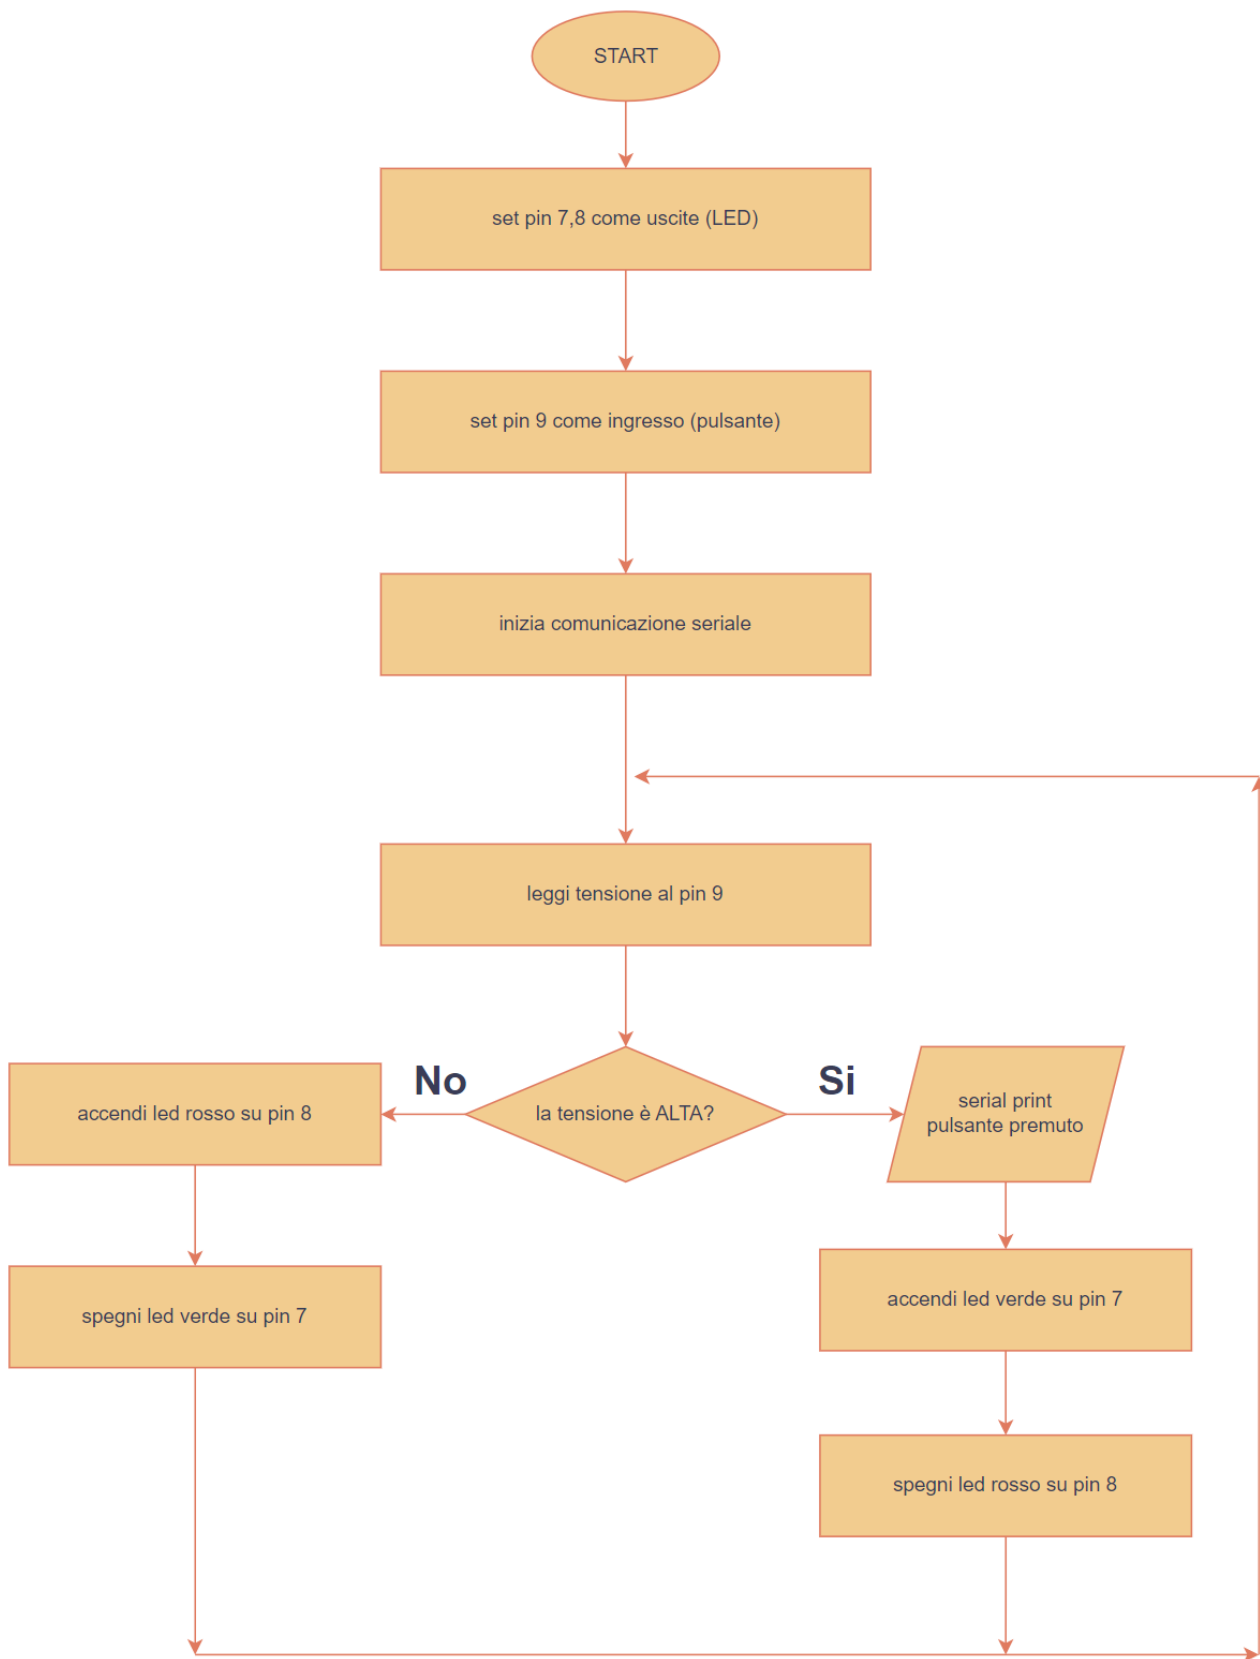 START
set pin 7,8 come uscite (LED)
set pin 9 come ingresso (pulsante)
inizia comunicazione seriale
leggi tensione al pin 9
la tensione è ALTA?
No
Si
accendi led rosso su pin 8
spegni led verde su pin 7
serial print
pulsante premuto
accendi led verde su pin 7
spegni led rosso su pin 8